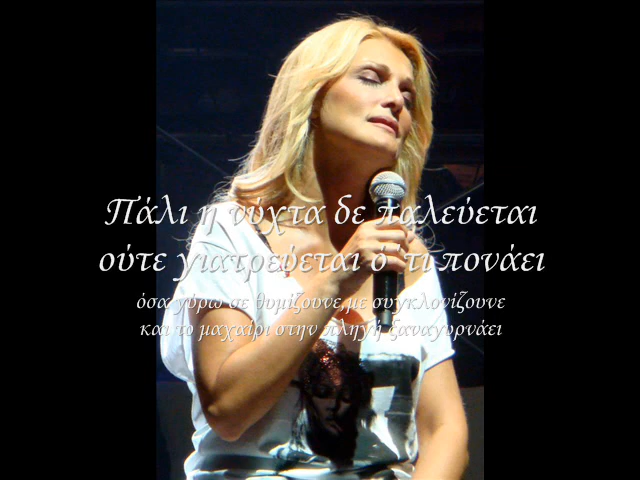 Πάλι η νύχτα δε παλεύεται
ούτε γιατρεύεται ό΄τι πονάει
όσα γύρω σε θυμίζουνε,με συγκλονίζουνε
και το μαχαίρι στην πληγή ξαναγυρνάει